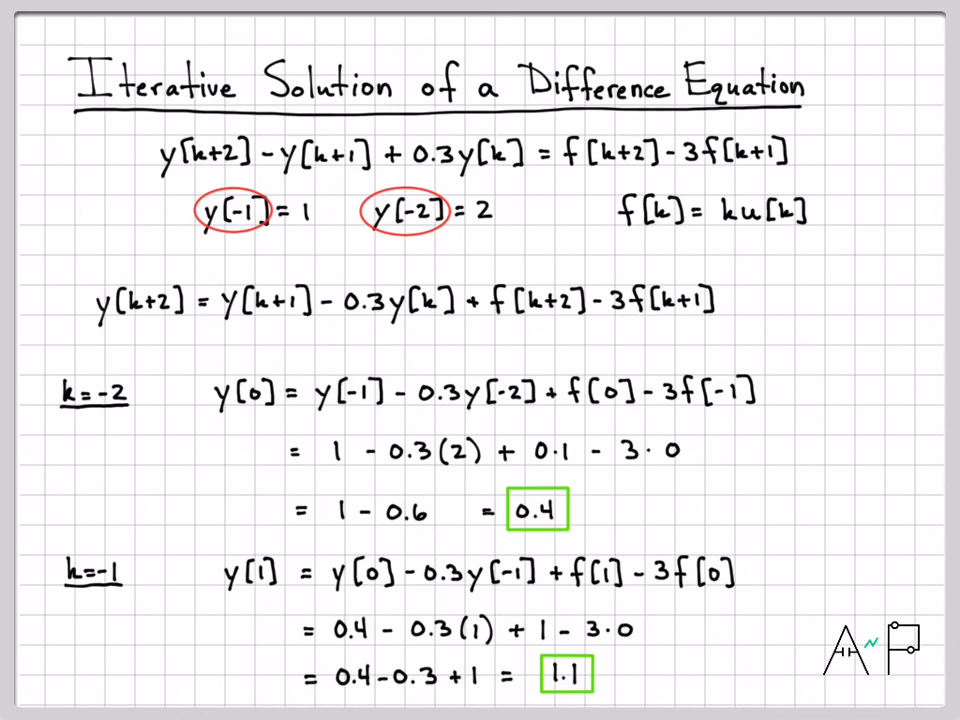 Iterative Solution of a Difference Equation
y[k+2] - y[k+1] + 0.3y[k] = f[k+2] - 3f[k+1]
y[-1] = 1 y[-2] = 2 f[k] = ku[k]
y[k+2] = y[k+1] - 0.3y[k] + f[k+2] - 3f[k+1]
k=-2 y[0] = y[-1] - 0.3y[-2] + f[0] - 3f[-1]
= 1 - 0.3(2) + 0·1 - 3·0
= 1 - 0.6 = 0.4
k=-1 y[1] = y[0] - 0.3y[-1] + f[1] - 3f[0]
= 0.4 - 0.3(1) + 1 - 3·0
= 0.4 - 0.3 + 1 = 1.1
A P